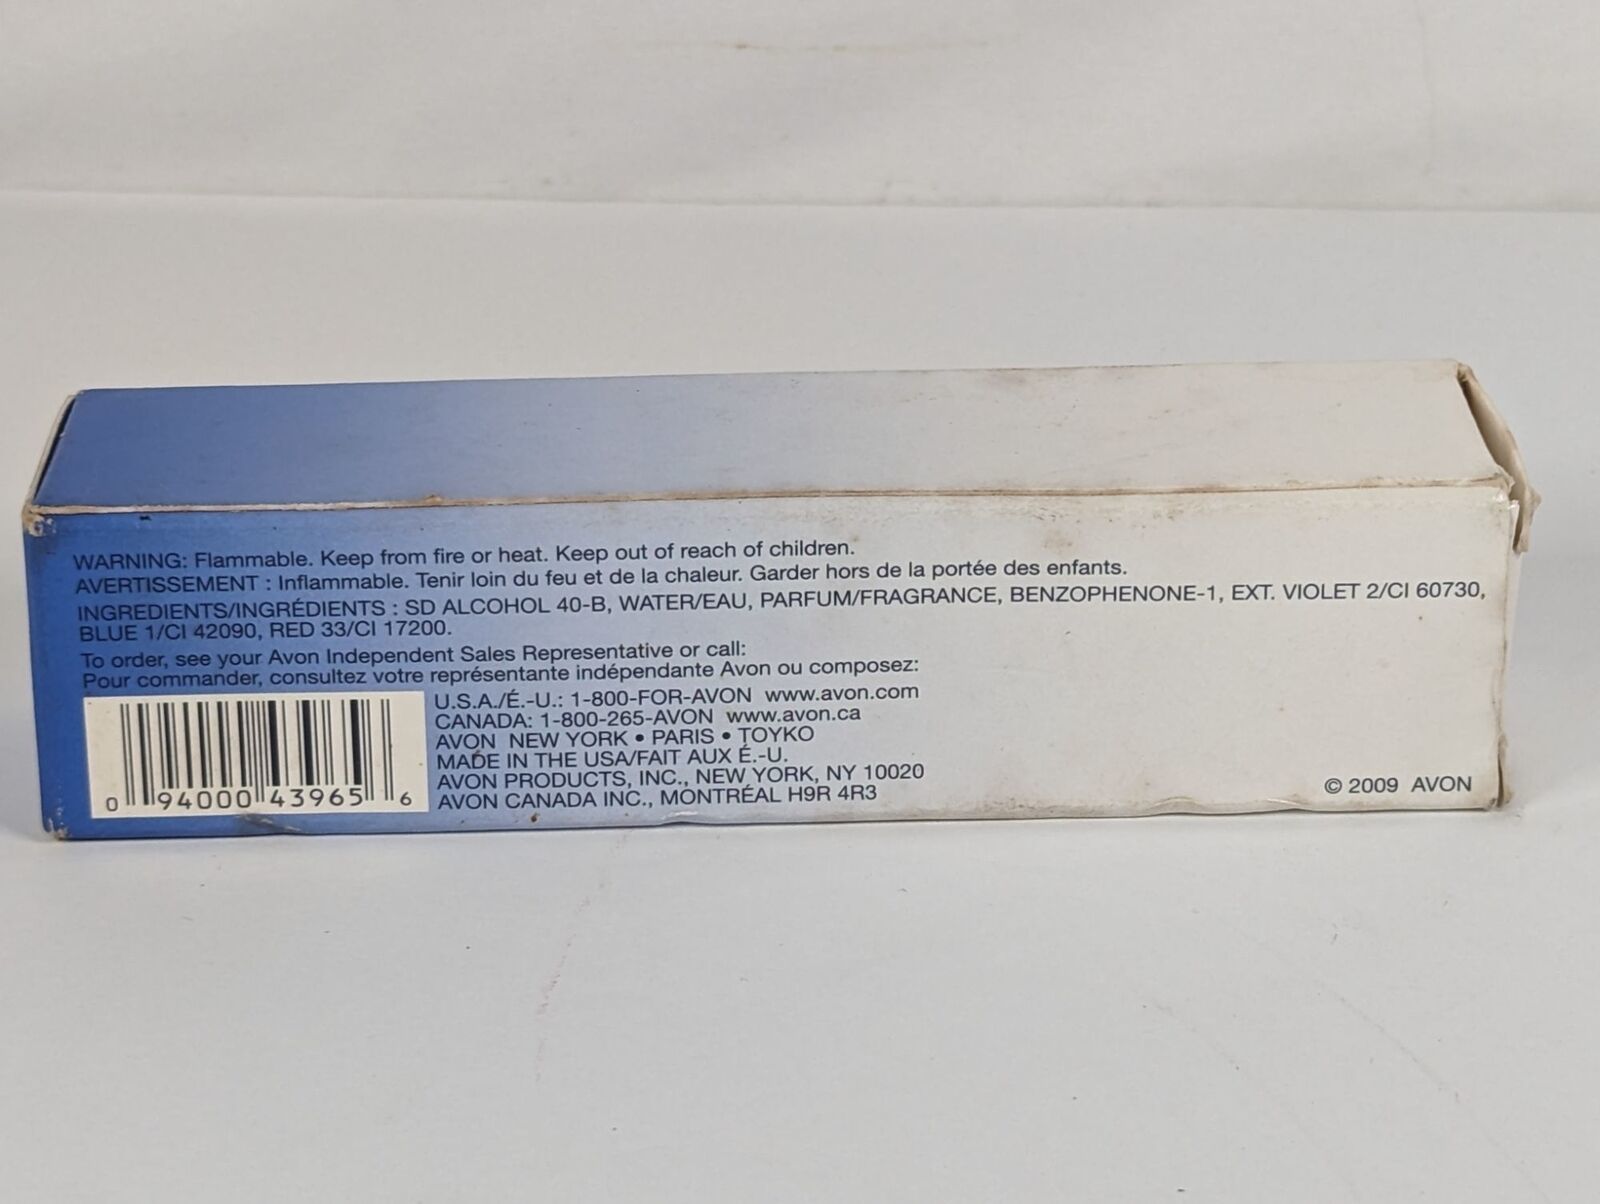 WARNING: Flammable. Keep from fire or heat. Keep out of reach of children.
AVERTISSEMENT : Inflammable. Tenir loin du feu et de la chaleur. Garder hors de la portée des enfants.
INGREDIENTS/INGRÉDIENTS : SD ALCOHOL 40-B, WATER/EAU, PARFUM/FRAGRANCE, BENZOPHENONE-1, EXT. VIOLET 2/CI 60730,
BLUE 1/CI 42090, RED 33/CI 17200.
To order, see your Avon Independent Sales Representative or call:
Pour commander, consultez votre représentante indépendante Avon ou composez:
U.S.A./É.-U.: 1-800-FOR-AVON www.avon.com
CANADA: 1-800-265-AVON www.avon.ca
AVON NEW YORK • PARIS • TOYKO
MADE IN THE USA/FAIT AUX É.-U.
AVON PRODUCTS, INC., NEW YORK, NY 10020
AVON CANADA INC., MONTRÉAL H9R 4R3
0 94000 43965 6
© 2009 AVON